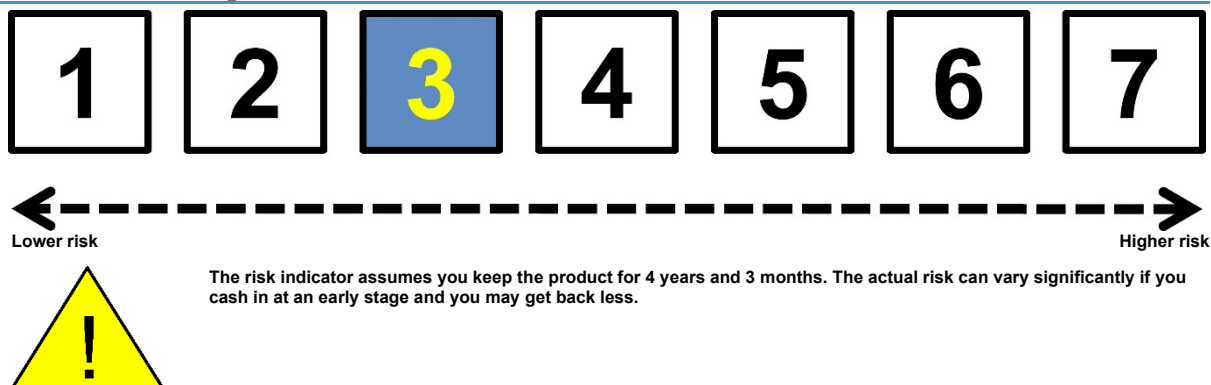 1 2 3 4 5 6 7
Lower risk Higher risk
The risk indicator assumes you keep the product for 4 years and 3 months. The actual risk can vary significantly if you
cash in at an early stage and you may get back less.
!